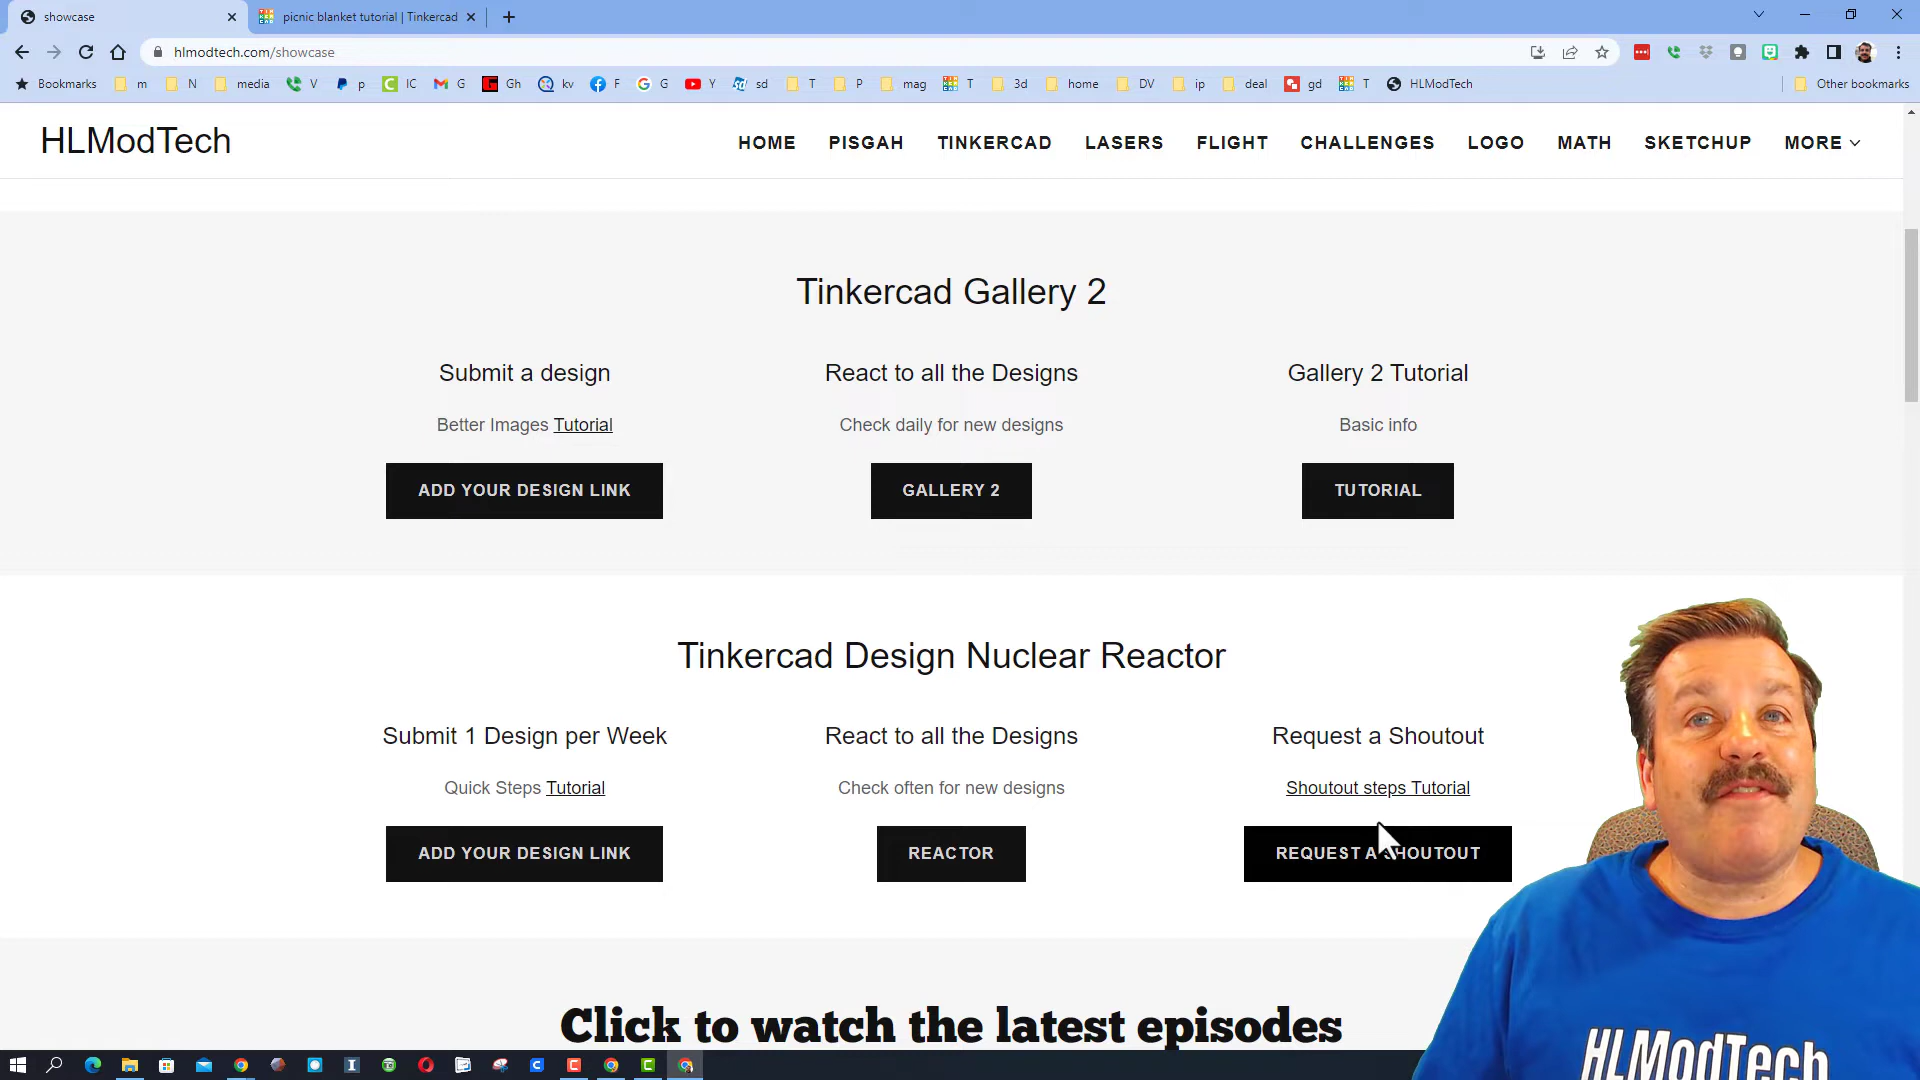 showcase
picnic blanket tutorial | Tinkercad
hlmodtech.com/showcase
Bookmarks m N media V p IC G Gh kv F G Y sd T P mag T 3d home DV ip deal gd T HLModTech Other bookmarks
HLModTech
HOME PISGAH TINKERCAD LASERS FLIGHT CHALLENGES LOGO MATH SKETCHUP MORE
Tinkercad Gallery 2
Submit a design React to all the Designs Gallery 2 Tutorial
Better Images Tutorial Check daily for new designs Basic info
ADD YOUR DESIGN LINK GALLERY 2 TUTORIAL
Tinkercad Design Nuclear Reactor
Submit 1 Design per Week React to all the Designs Request a Shoutout
Quick Steps Tutorial Check often for new designs Shoutout steps Tutorial
ADD YOUR DESIGN LINK REACTOR REQUEST A SHOUTOUT
Click to watch the latest episodes
HLModTech